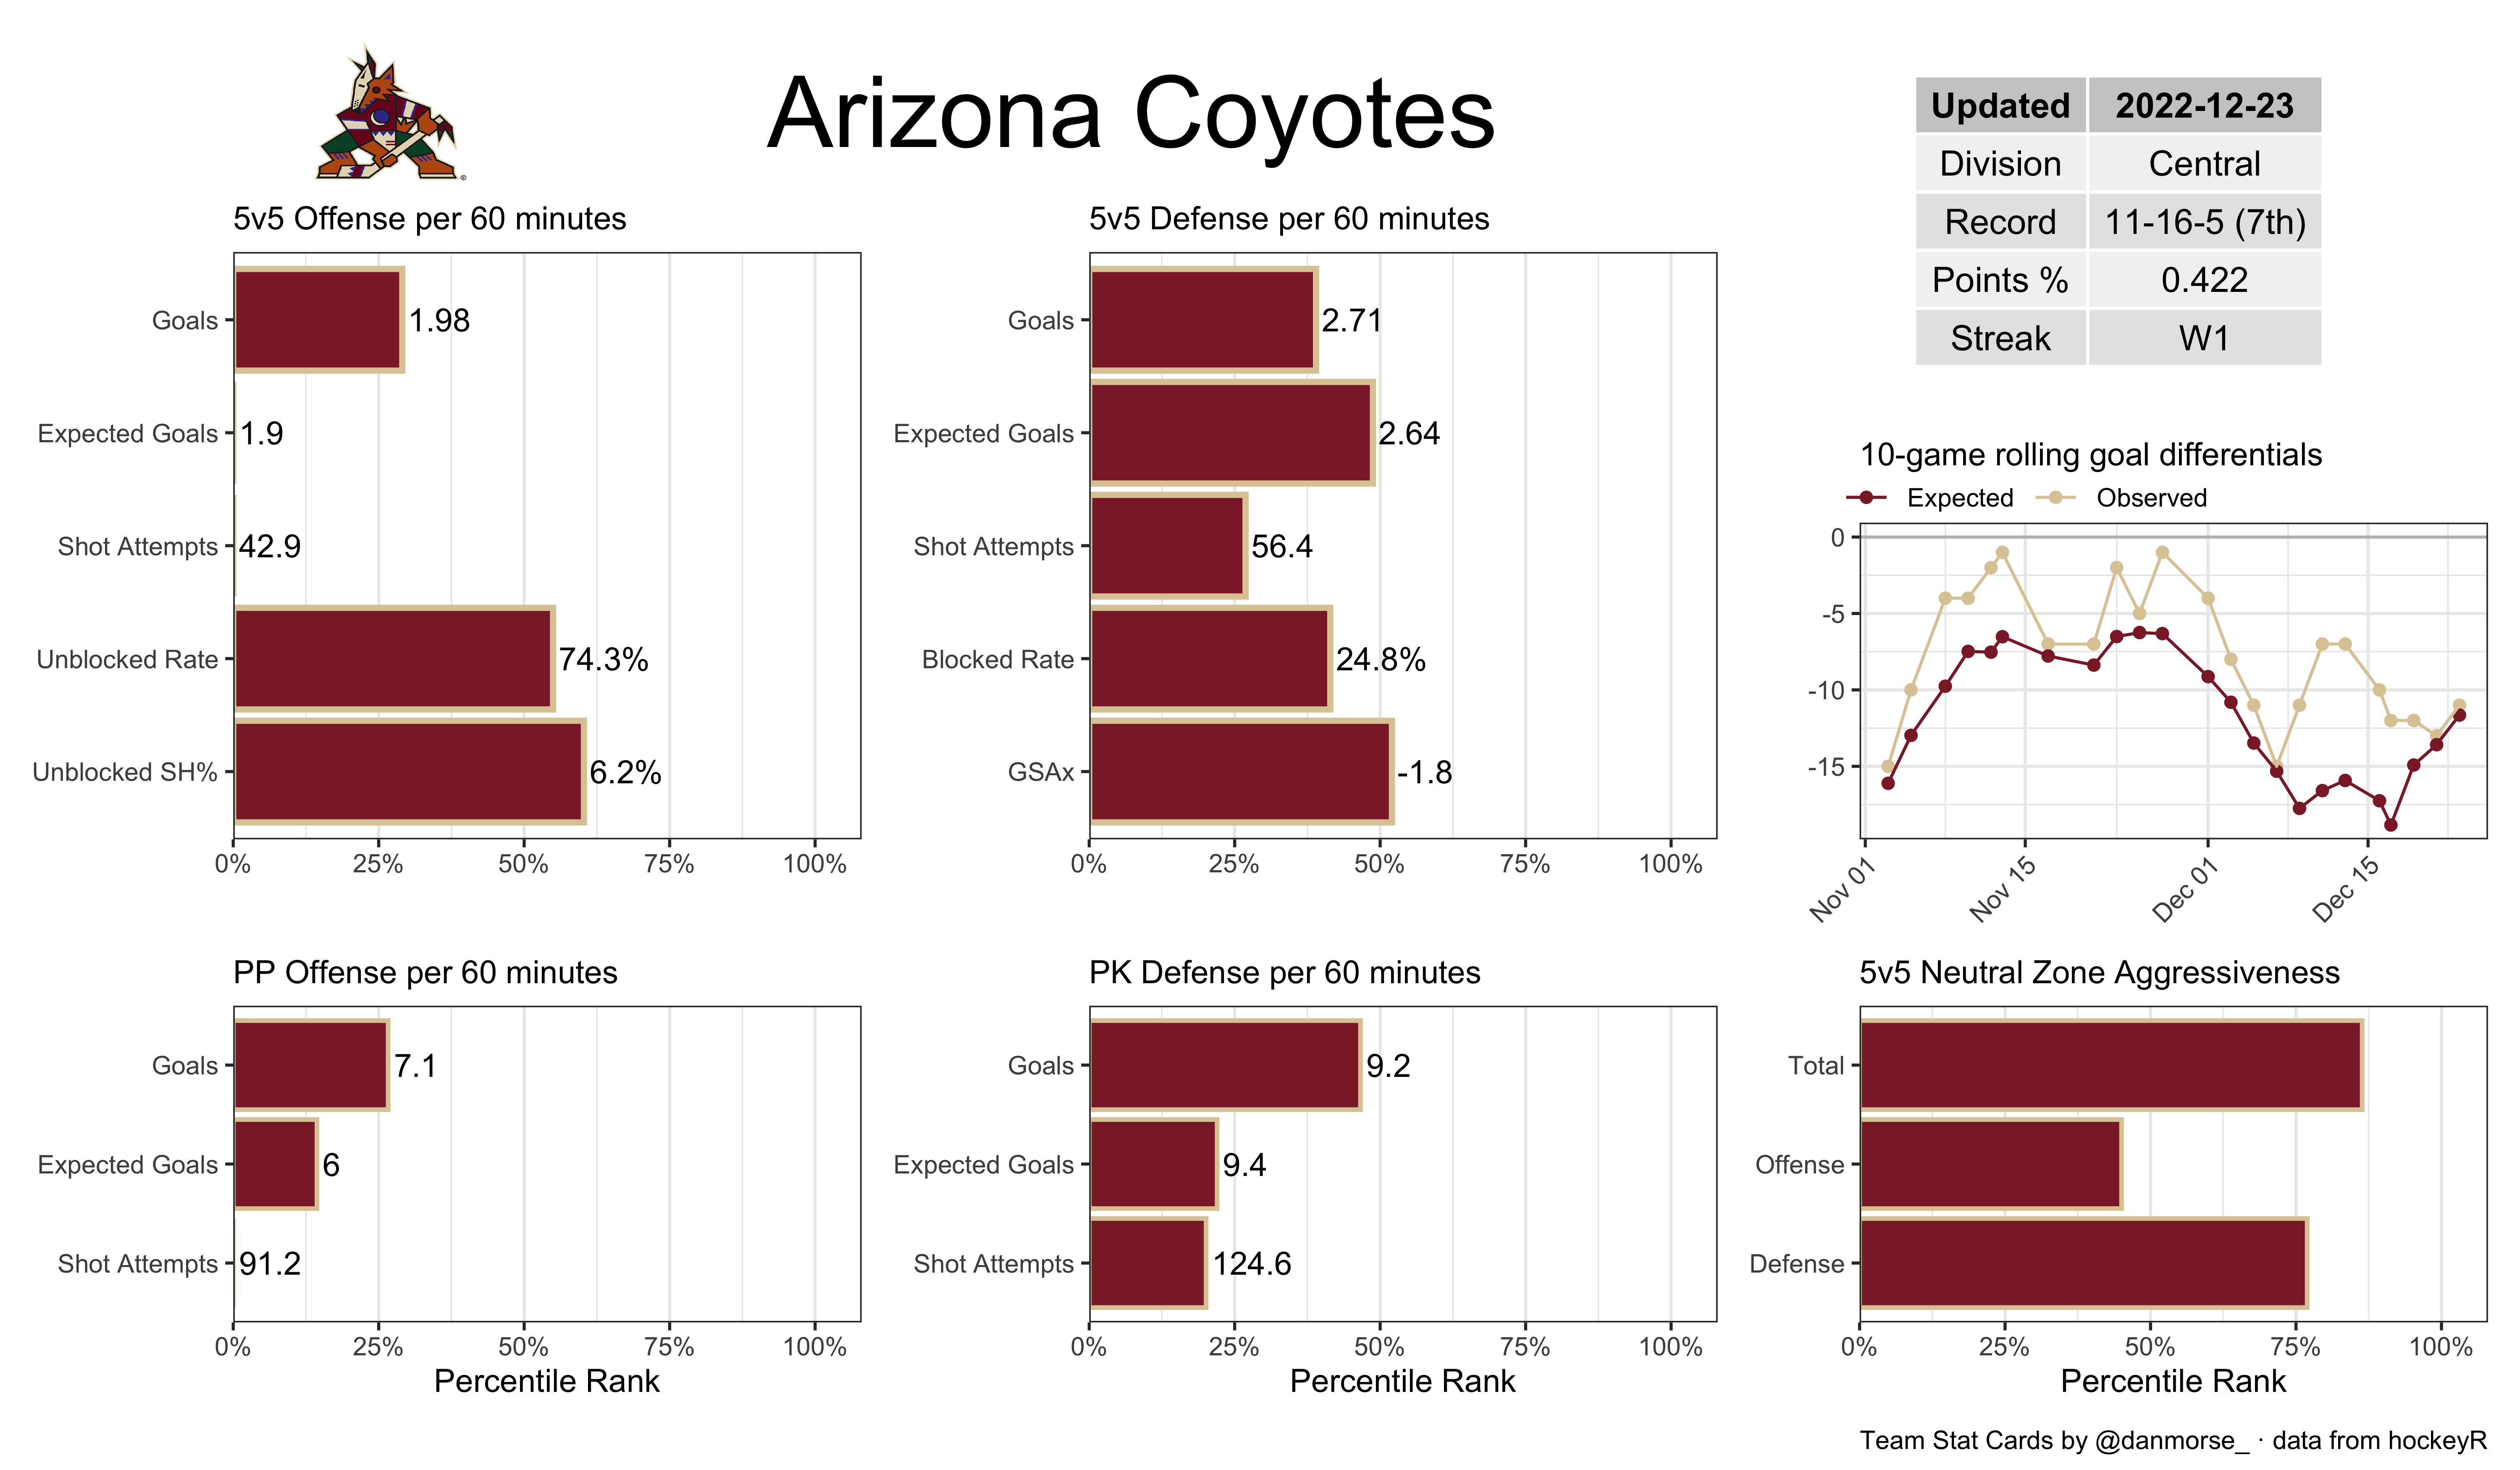 Arizona Coyotes
Updated 2022-12-23
Division Central
Record 11-16-5 (7th)
Points % 0.422
Streak W1
5v5 Offense per 60 minutes
Goals 1.98
Expected Goals 1.9
Shot Attempts 42.9
Unblocked Rate 74.3%
Unblocked SH% 6.2%
0% 25% 50% 75% 100%
5v5 Defense per 60 minutes
Goals 2.71
Expected Goals 2.64
Shot Attempts 56.4
Blocked Rate 24.8%
GSAx -1.8
0% 25% 50% 75% 100%
10-game rolling goal differentials
Expected Observed
0
-5
-10
-15
Nov 01 Nov 15 Dec 01 Dec 15
PP Offense per 60 minutes
Goals 7.1
Expected Goals 6
Shot Attempts 91.2
0% 25% 50% 75% 100%
Percentile Rank
PK Defense per 60 minutes
Goals 9.2
Expected Goals 9.4
Shot Attempts 124.6
0% 25% 50% 75% 100%
Percentile Rank
5v5 Neutral Zone Aggressiveness
Total
Offense
Defense
0% 25% 50% 75% 100%
Percentile Rank
Team Stat Cards by @danmorse_ · data from hockeyR